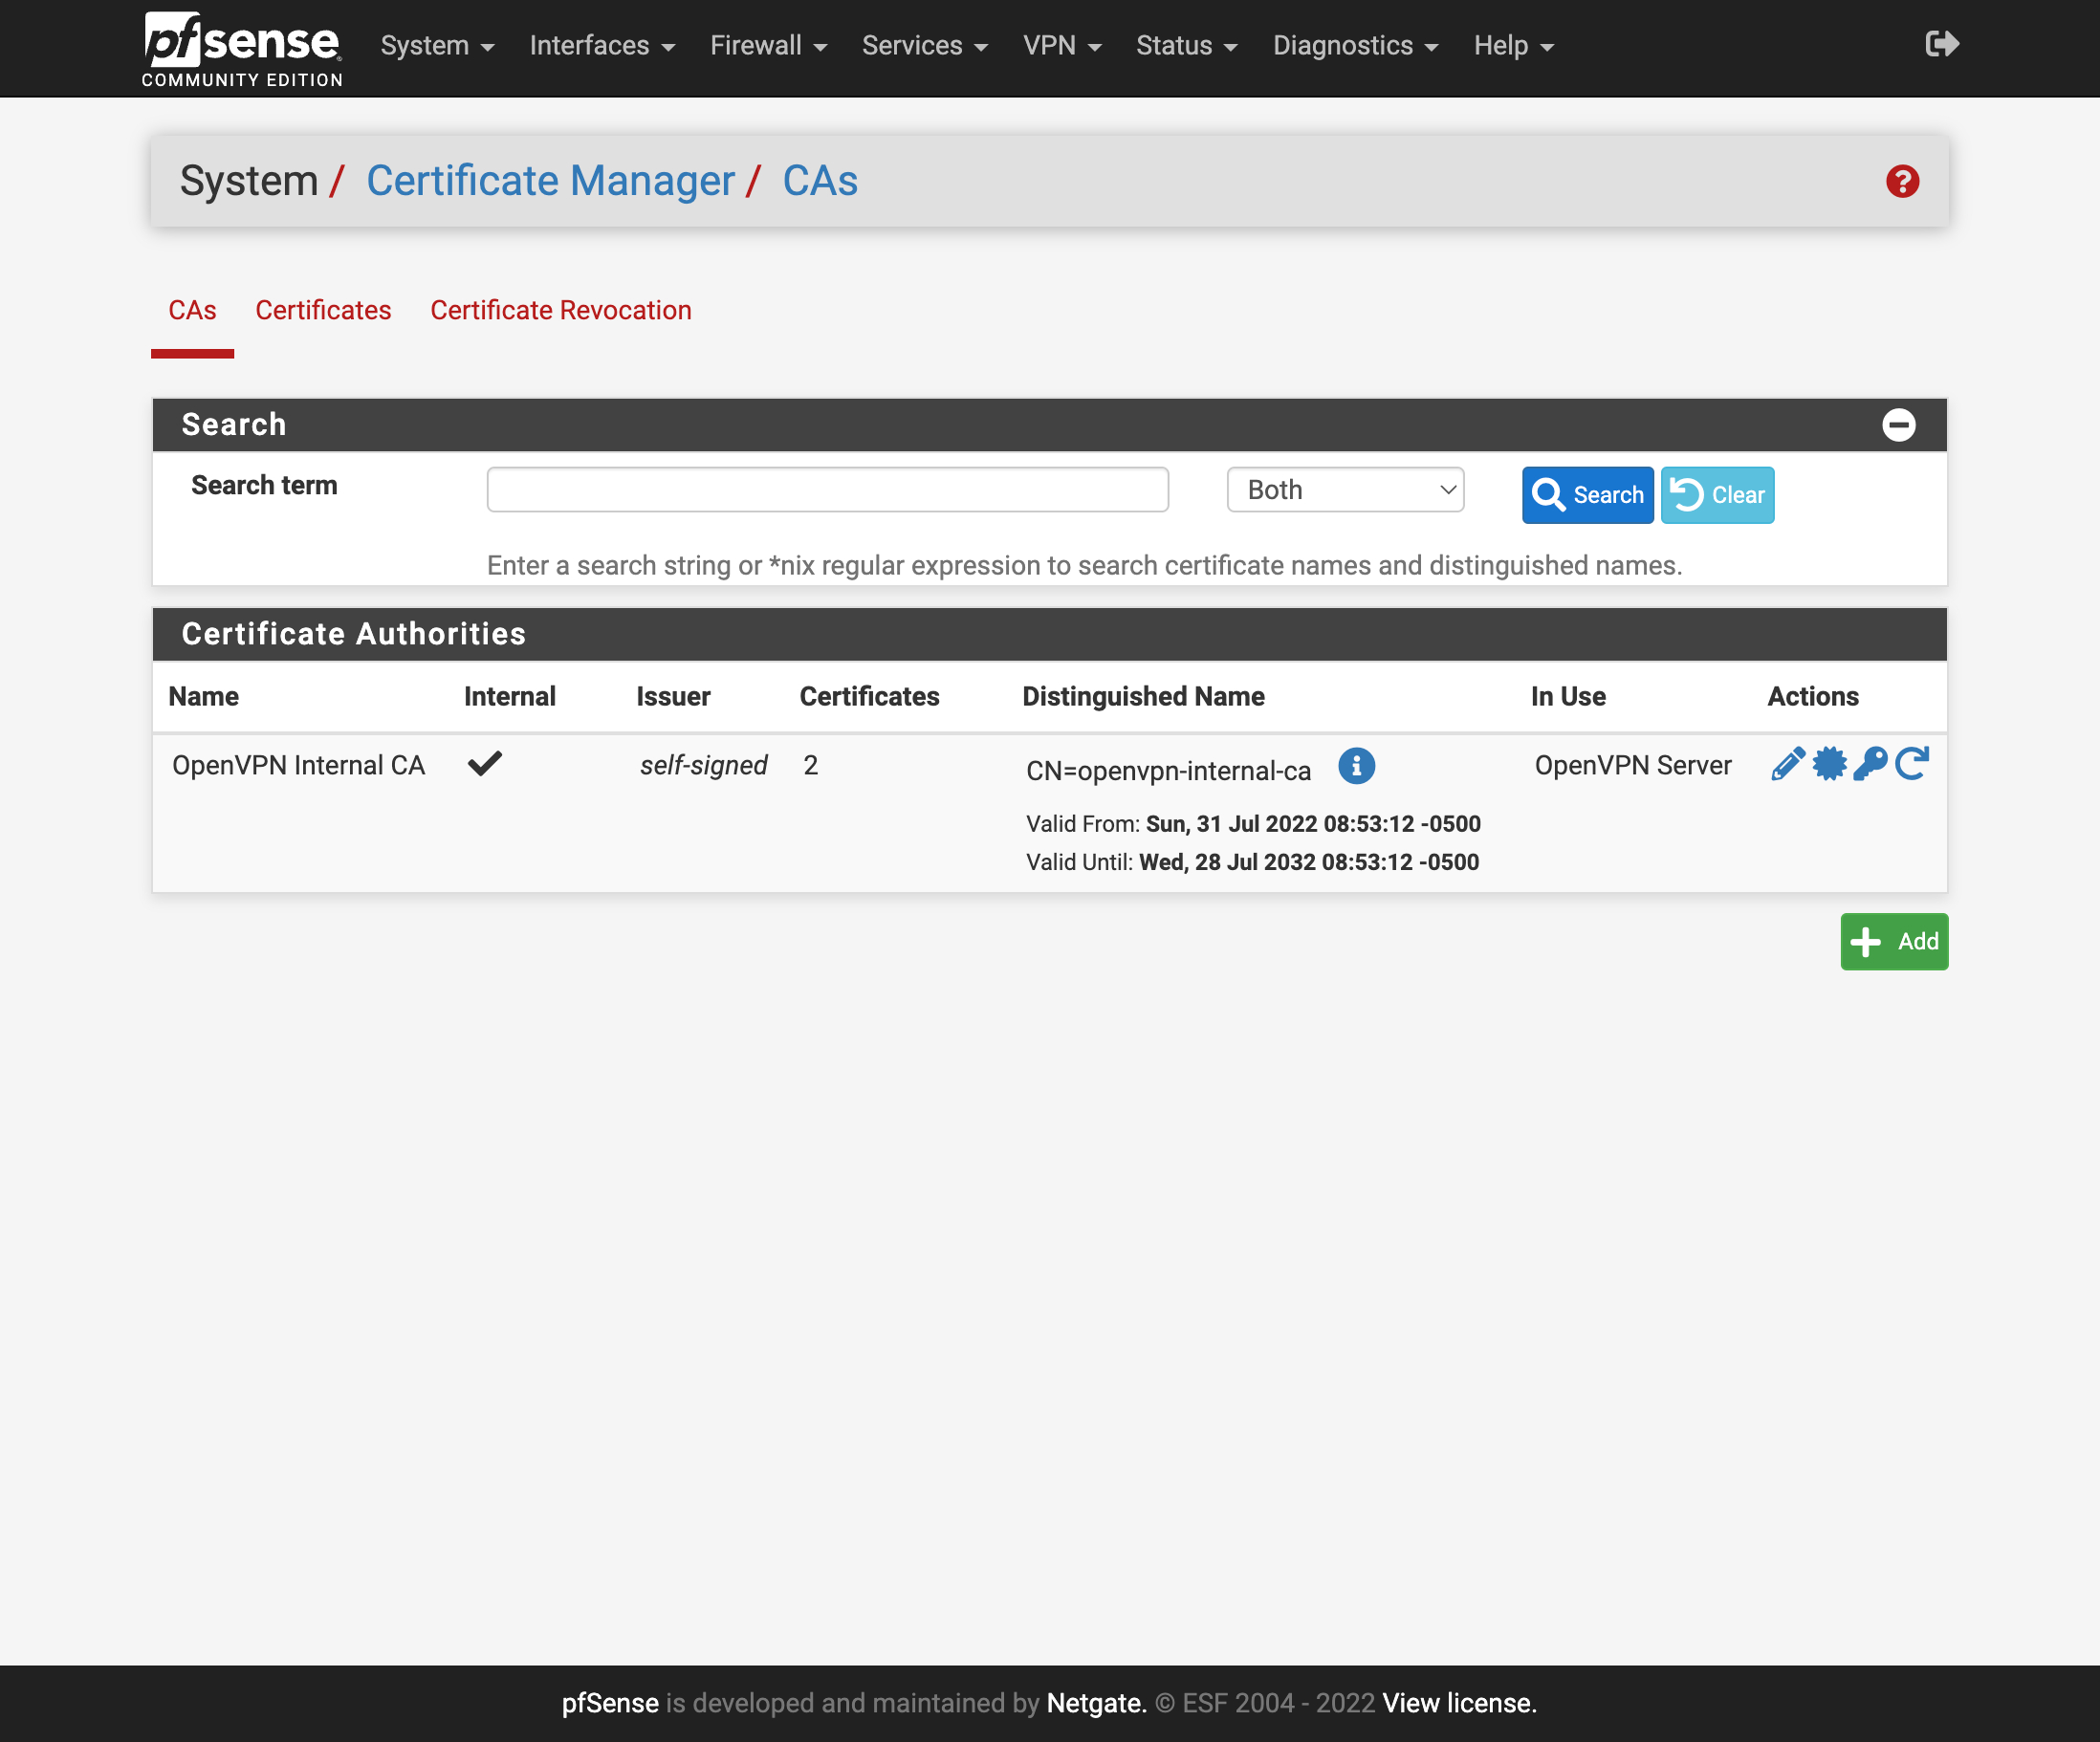 pfsense
COMMUNITY EDITION
System Interfaces Firewall Services VPN Status Diagnostics Help
System / Certificate Manager / CAs
CAs Certificates Certificate Revocation
Search
Search term Both Search Clear
Enter a search string or *nix regular expression to search certificate names and distinguished names.
Certificate Authorities
Name Internal Issuer Certificates Distinguished Name In Use Actions
OpenVPN Internal CA self-signed 2 CN=openvpn-internal-ca OpenVPN Server
Valid From: Sun, 31 Jul 2022 08:53:12 -0500
Valid Until: Wed, 28 Jul 2032 08:53:12 -0500
Add
pfSense is developed and maintained by Netgate. © ESF 2004 - 2022 View license.